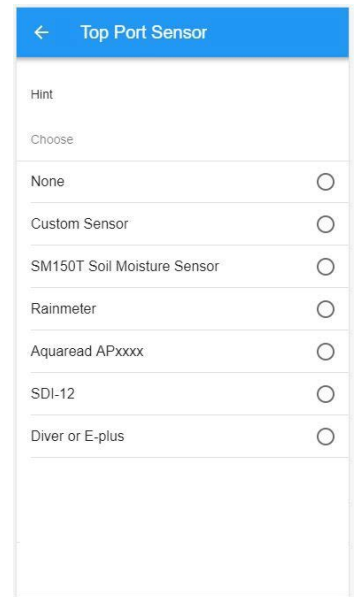 Top Port Sensor
Hint
Choose
None
Custom Sensor
SM150T Soil Moisture Sensor
Rainmeter
Aquaread APxxxx
SDI-12
Diver or E-plus